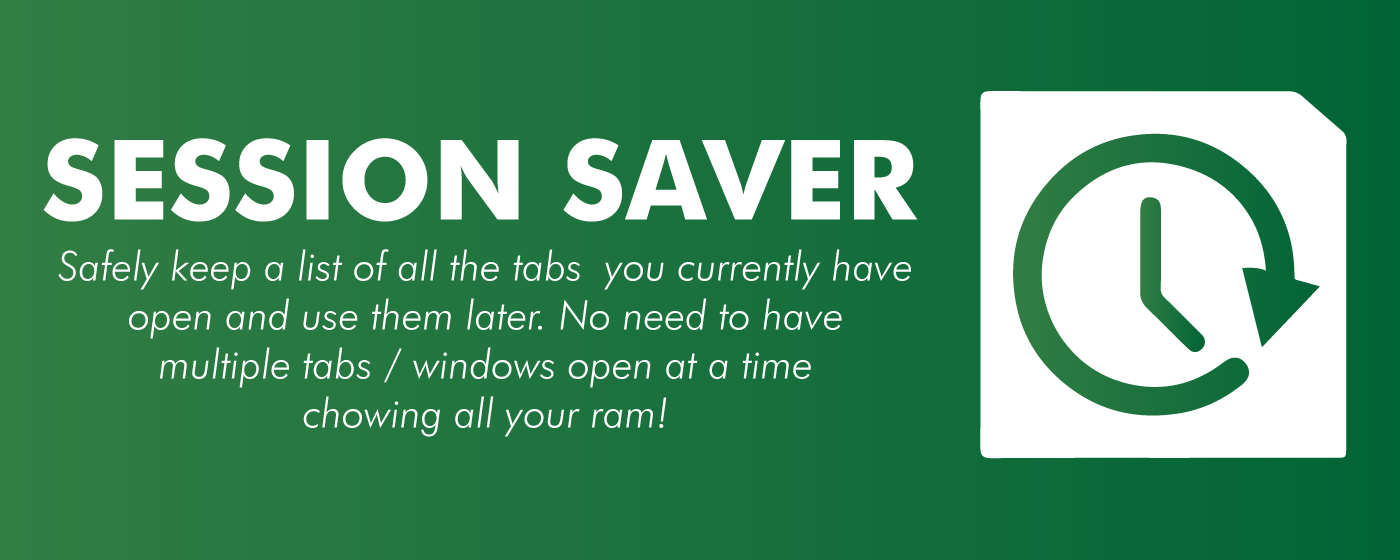 SESSION SAVER
Safely keep a list of all the tabs  you currently have
open and use them later. No need to have
multiple tabs / windows open at a time
chowing all your ram!